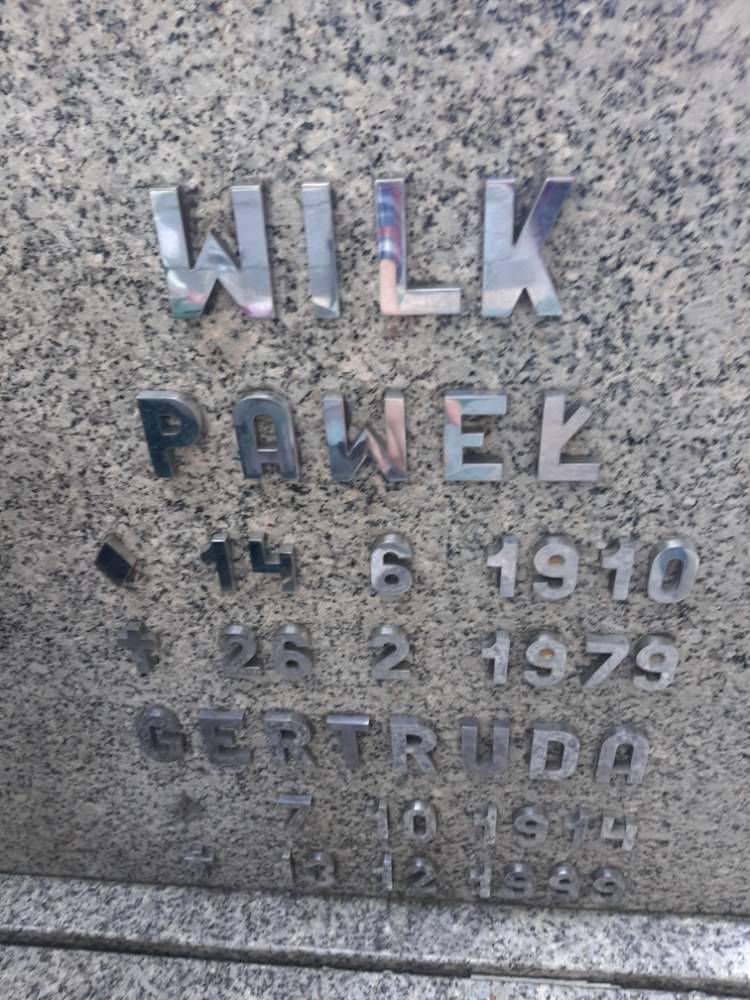 WILK
PAWEŁ
♦ 14 6 1910
✝ 26 2 1979
GERTRUDA
7 10 1914
✝ 13 12 1999